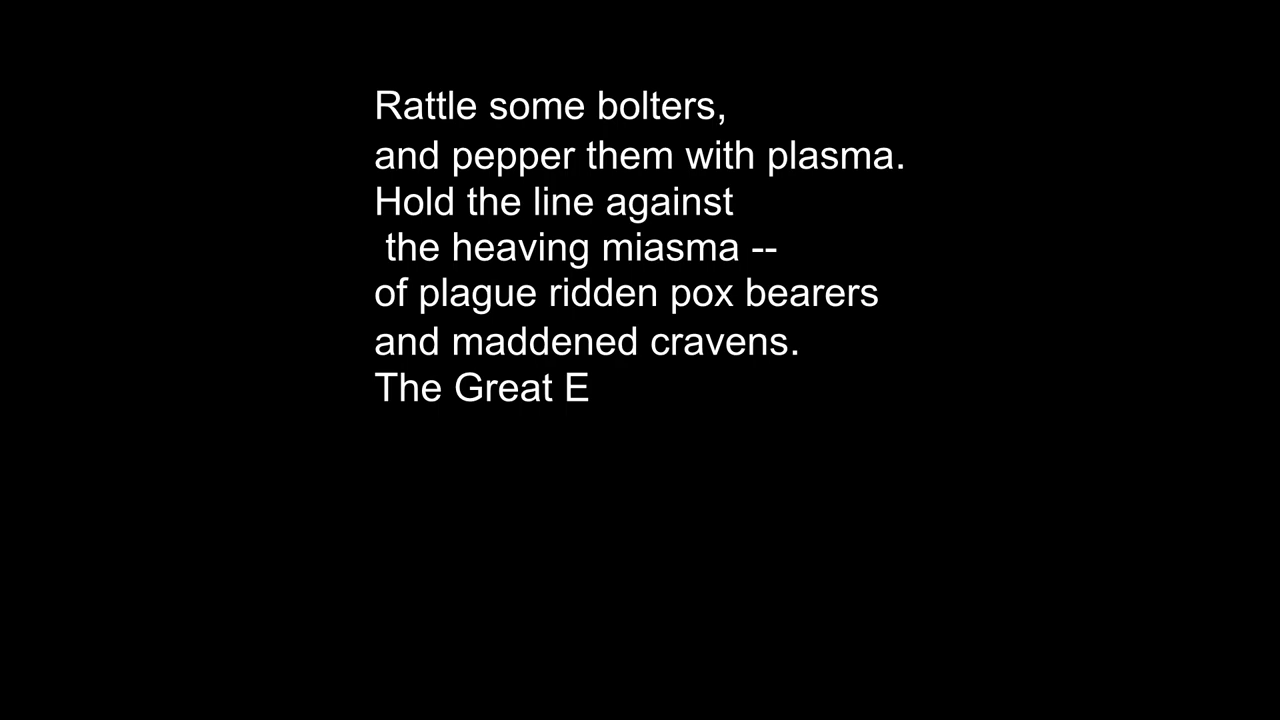 Rattle some bolters,
and pepper them with plasma.
Hold the line against
the heaving miasma --
of plague ridden pox bearers
and maddened cravens.
The Great E